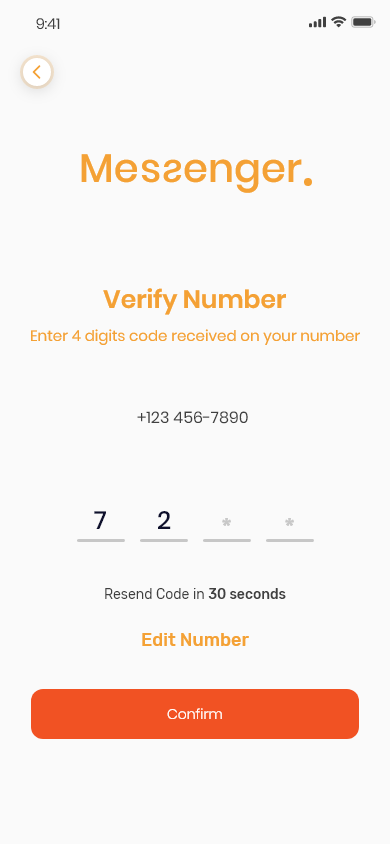 9:41
Messenger.
Verify Number
Enter 4 digits code received on your number
+123 456-7890
7 2 * *
Resend Code in 30 seconds
Edit Number
Confirm